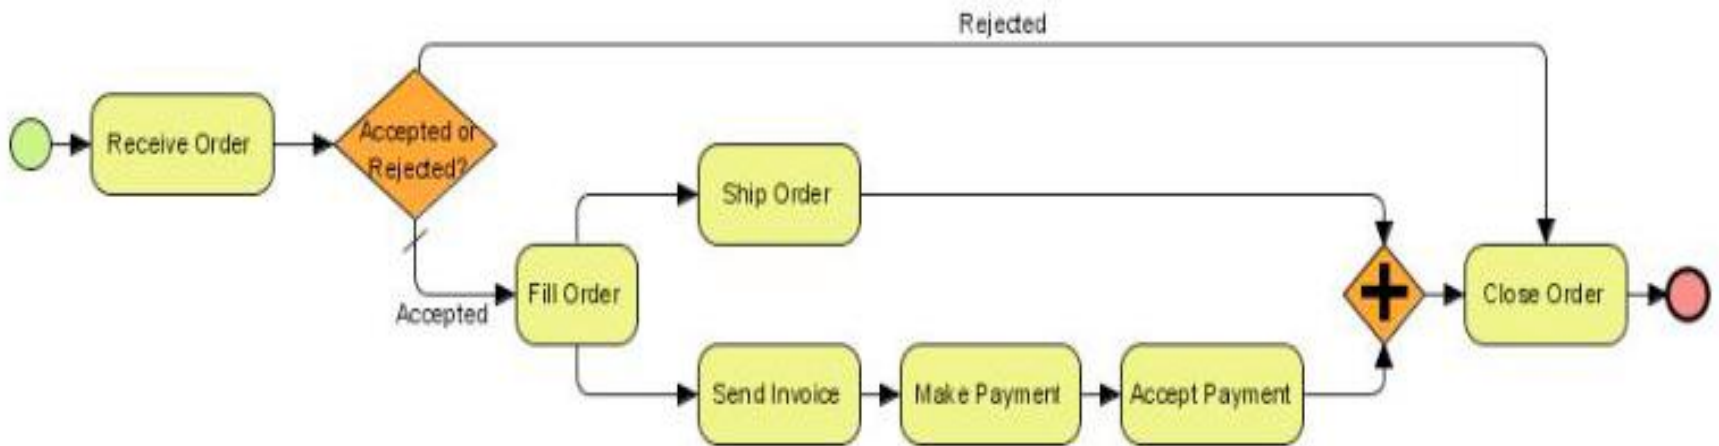 Rejected
Receive Order
Accepted or
Rejected?
Ship Order
Fill Order
Accepted
Close Order
Send Invoice
Make Payment
Accept Payment